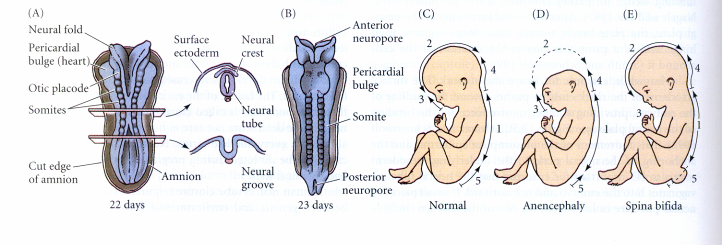 (A)
Neural fold
Pericardial
bulge (heart)
Otic placode
Somites
Cut edge
of amnion
Amnion
22 days
Surface
ectoderm
Neural
crest
Neural
tube
Neural
groove
(B)
Anterior
neuropore
Pericardial
bulge
Somite
Posterior
neuropore
23 days
(C)
2
4
3
1
5
Normal
(D)
2
4
3
1
5
Anencephaly
(E)
2
4
3
1
5
Spina bifida